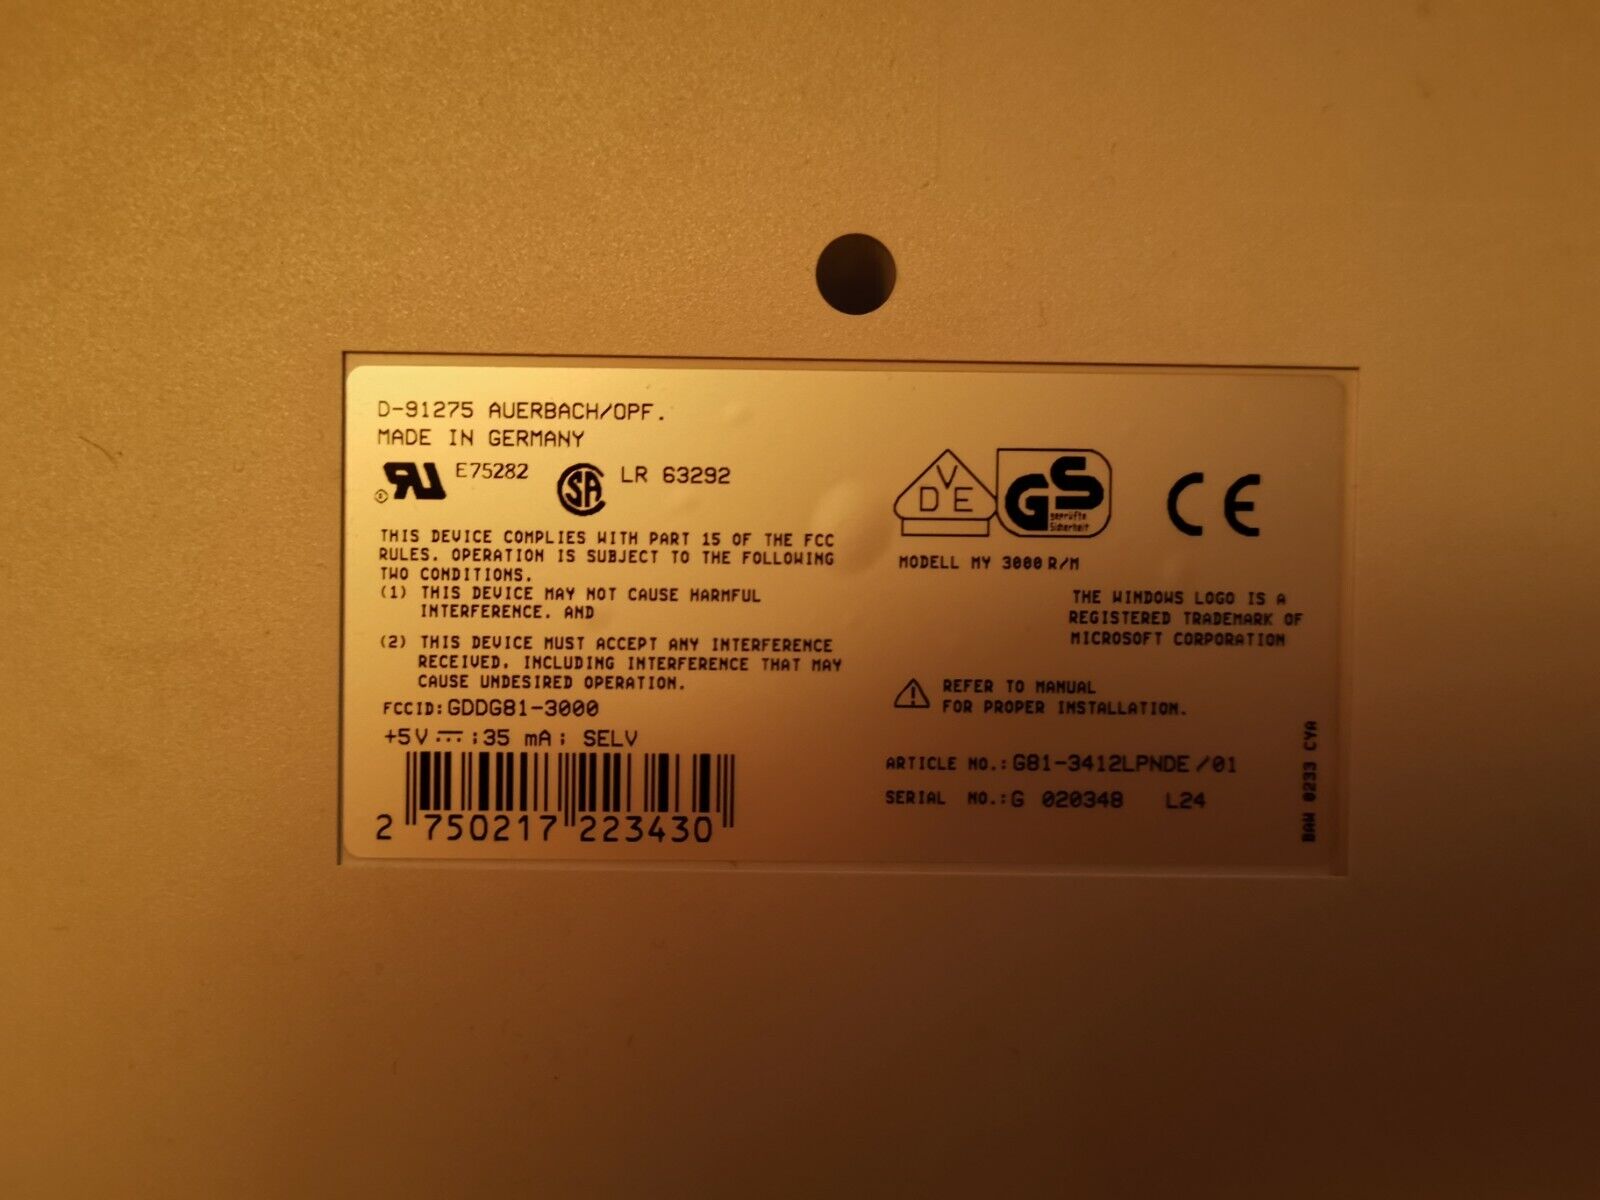 D-91275 AUERBACH/OPF.
MADE IN GERMANY
E75282
LR 63292
THIS DEVICE COMPLIES WITH PART 15 OF THE FCC
RULES. OPERATION IS SUBJECT TO THE FOLLOWING
TWO CONDITIONS.
(1) THIS DEVICE MAY NOT CAUSE HARMFUL
INTERFERENCE. AND
(2) THIS DEVICE MUST ACCEPT ANY INTERFERENCE
RECEIVED. INCLUDING INTERFERENCE THAT MAY
CAUSE UNDESIRED OPERATION.
FCCID: GDDG81-3000
+5V ⎓ ; 35 mA; SELV
2 750217 223430
VDE
GS
geprüfte
Sicherheit
CE
MODELL MY 3000 R/M
THE WINDOWS LOGO IS A
REGISTERED TRADEMARK OF
MICROSOFT CORPORATION
REFER TO MANUAL
FOR PROPER INSTALLATION.
ARTICLE NO.: G81-3412LPNDE/01
SERIAL NO.: G 020348 L24
BAW 0233 CYA